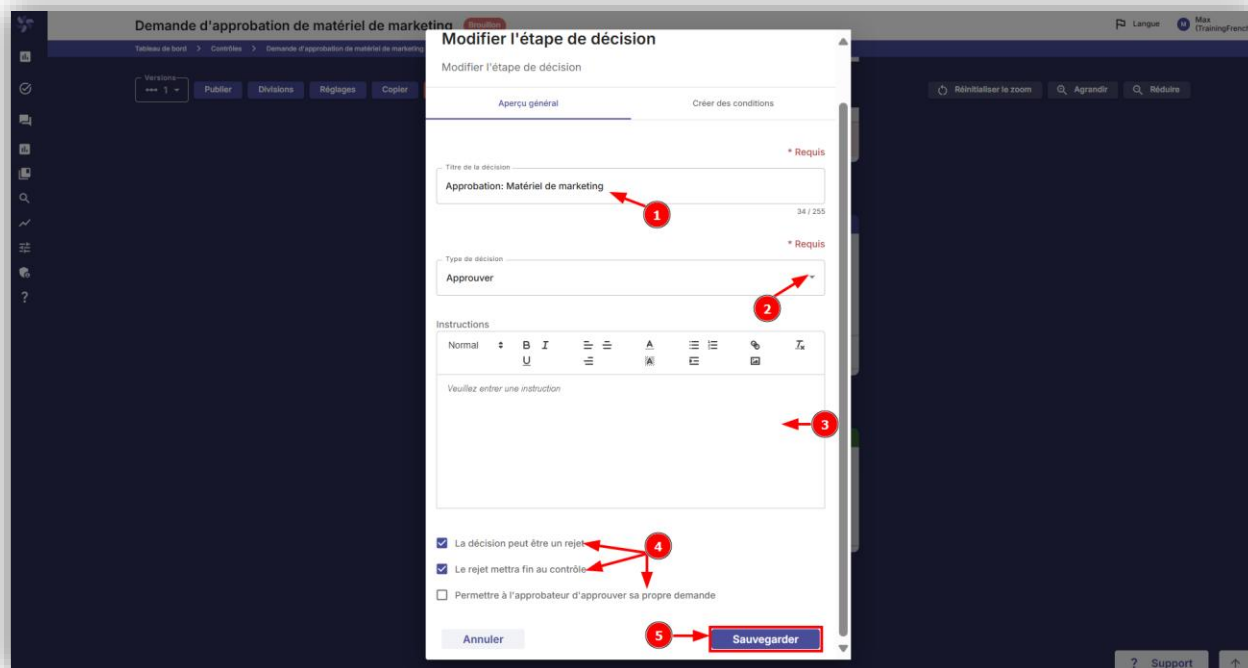 Demande d'approbation de matériel de marketing Brouillon
Langue
M Max
(TrainingFrench
Tableau de bord > Contrôles > Demande d'approbation de matériel de marketing
Versions
1
Publier
Divisions
Réglages
Copier
Réinitialiser le zoom
Agrandir
Réduire
Modifier l'étape de décision
Modifier l'étape de décision
Aperçu général
Créer des conditions
* Requis
Titre de la décision
Approbation: Matériel de marketing
1
34 / 255
* Requis
Type de décision
Approuver
2
Instructions
Normal
Veuillez entrer une instruction
3
La décision peut être un rejet
4
Le rejet mettra fin au contrôle
Permettre à l'approbateur d'approuver sa propre demande
Annuler
5
Sauvegarder
? Support